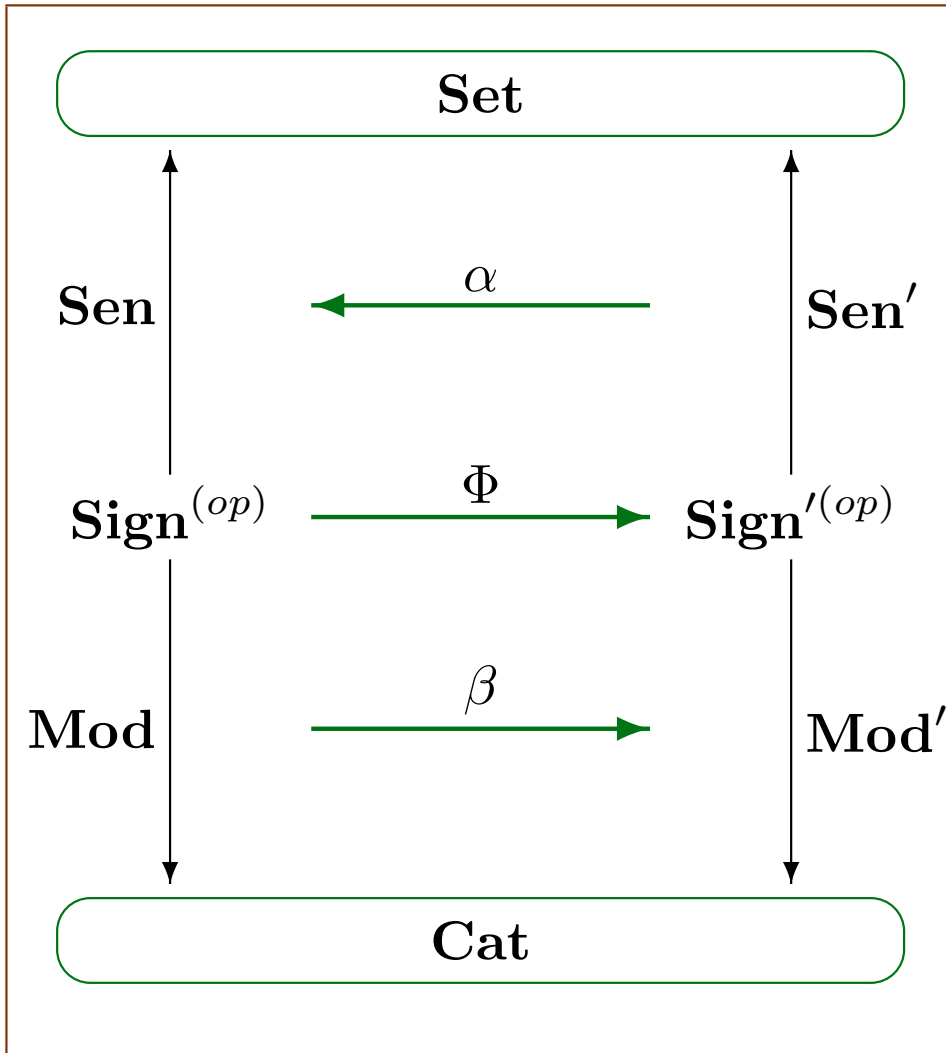 Set
α
Sen Sen′
Φ
Sign^(op) Sign′^(op)
β
Mod Mod′
Cat